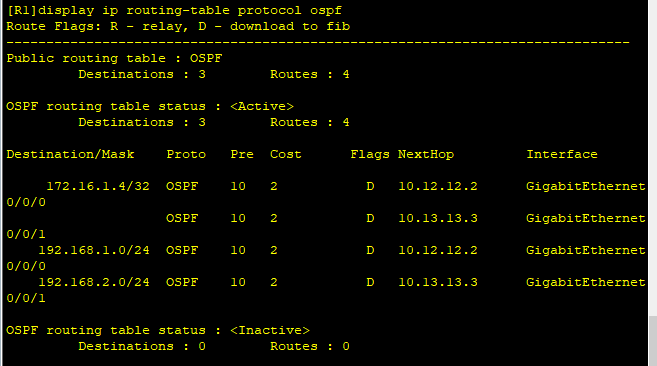 [R1]display ip routing-table protocol ospf
Route Flags: R - relay, D - download to fib
------------------------------------------------------------------------------
Public routing table : OSPF
         Destinations : 3        Routes : 4

OSPF routing table status : <Active>
         Destinations : 3        Routes : 4

Destination/Mask    Proto   Pre  Cost      Flags NextHop         Interface

     172.16.1.4/32  OSPF    10   2           D   10.12.12.2      GigabitEthernet
0/0/0
                    OSPF    10   2           D   10.13.13.3      GigabitEthernet
0/0/1
    192.168.1.0/24  OSPF    10   2           D   10.12.12.2      GigabitEthernet
0/0/0
    192.168.2.0/24  OSPF    10   2           D   10.13.13.3      GigabitEthernet
0/0/1

OSPF routing table status : <Inactive>
         Destinations : 0        Routes : 0